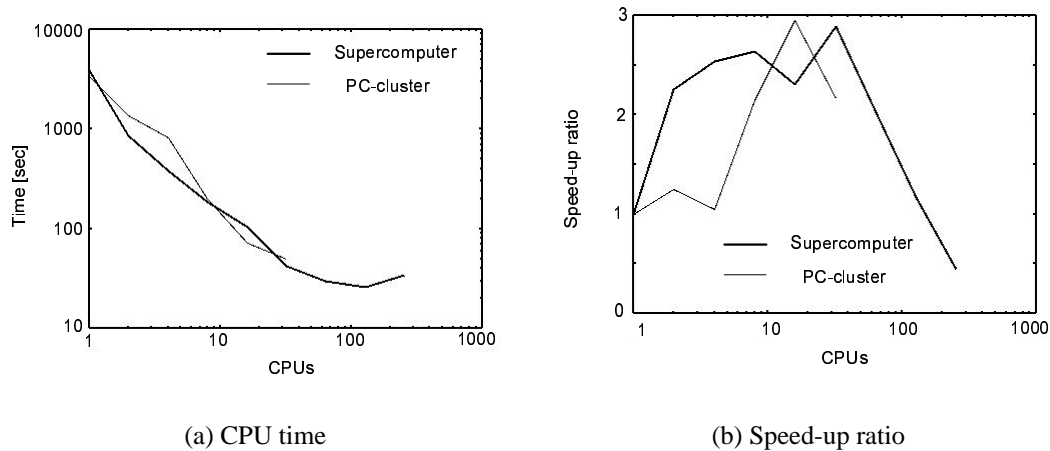 10000
1000
100
10
Time [sec]
Supercomputer
PC-cluster
1
10
100
1000
CPUs
(a) CPU time
3
2
1
0
Speed-up ratio
Supercomputer
PC-cluster
1
10
100
1000
CPUs
(b) Speed-up ratio